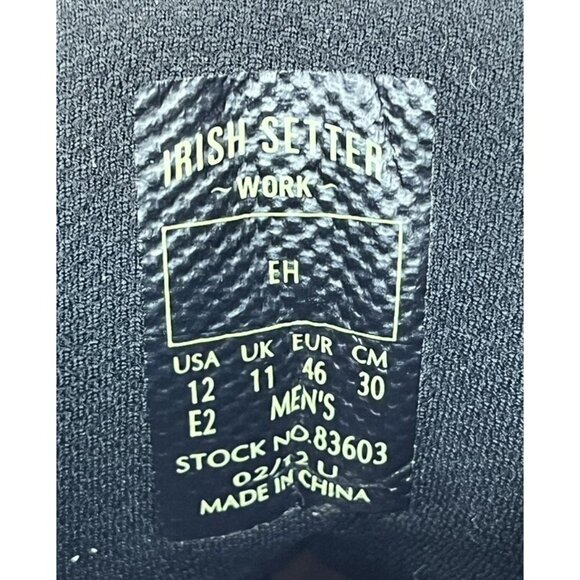 IRISH SETTER
~ WORK ~
EH
USA UK EUR CM
12 11 46 30
E2 MEN'S
STOCK NO.83603
02/12 U
MADE IN CHINA